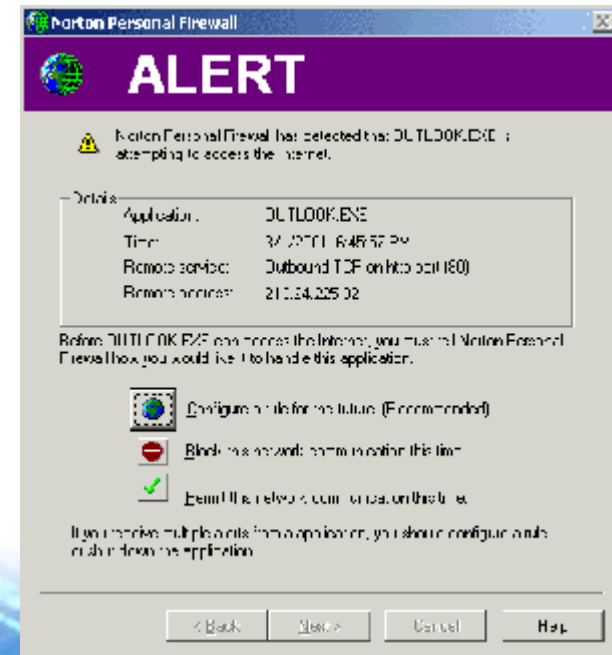 Norton Personal Firewall
ALERT
Norton Personal Firewall has detected that OUTLOOK.EXE is
attempting to access the Internet.
Details
Application: OUTLOOK.EXE
Time: 6:45:57 PM
Remote service: Outbound TCP on http port (80)
Remote address:
Before OUTLOOK.EXE can access the Internet, you must tell Norton Personal
Firewall how you would like it to handle this application.
Configure a rule for the future. (Recommended)
Block this network communication this time.
Permit this network communication this time.
If you receive multiple alerts from a application, you should configure a rule
or shut down the application.
< Back
Next >
Cancel
Help